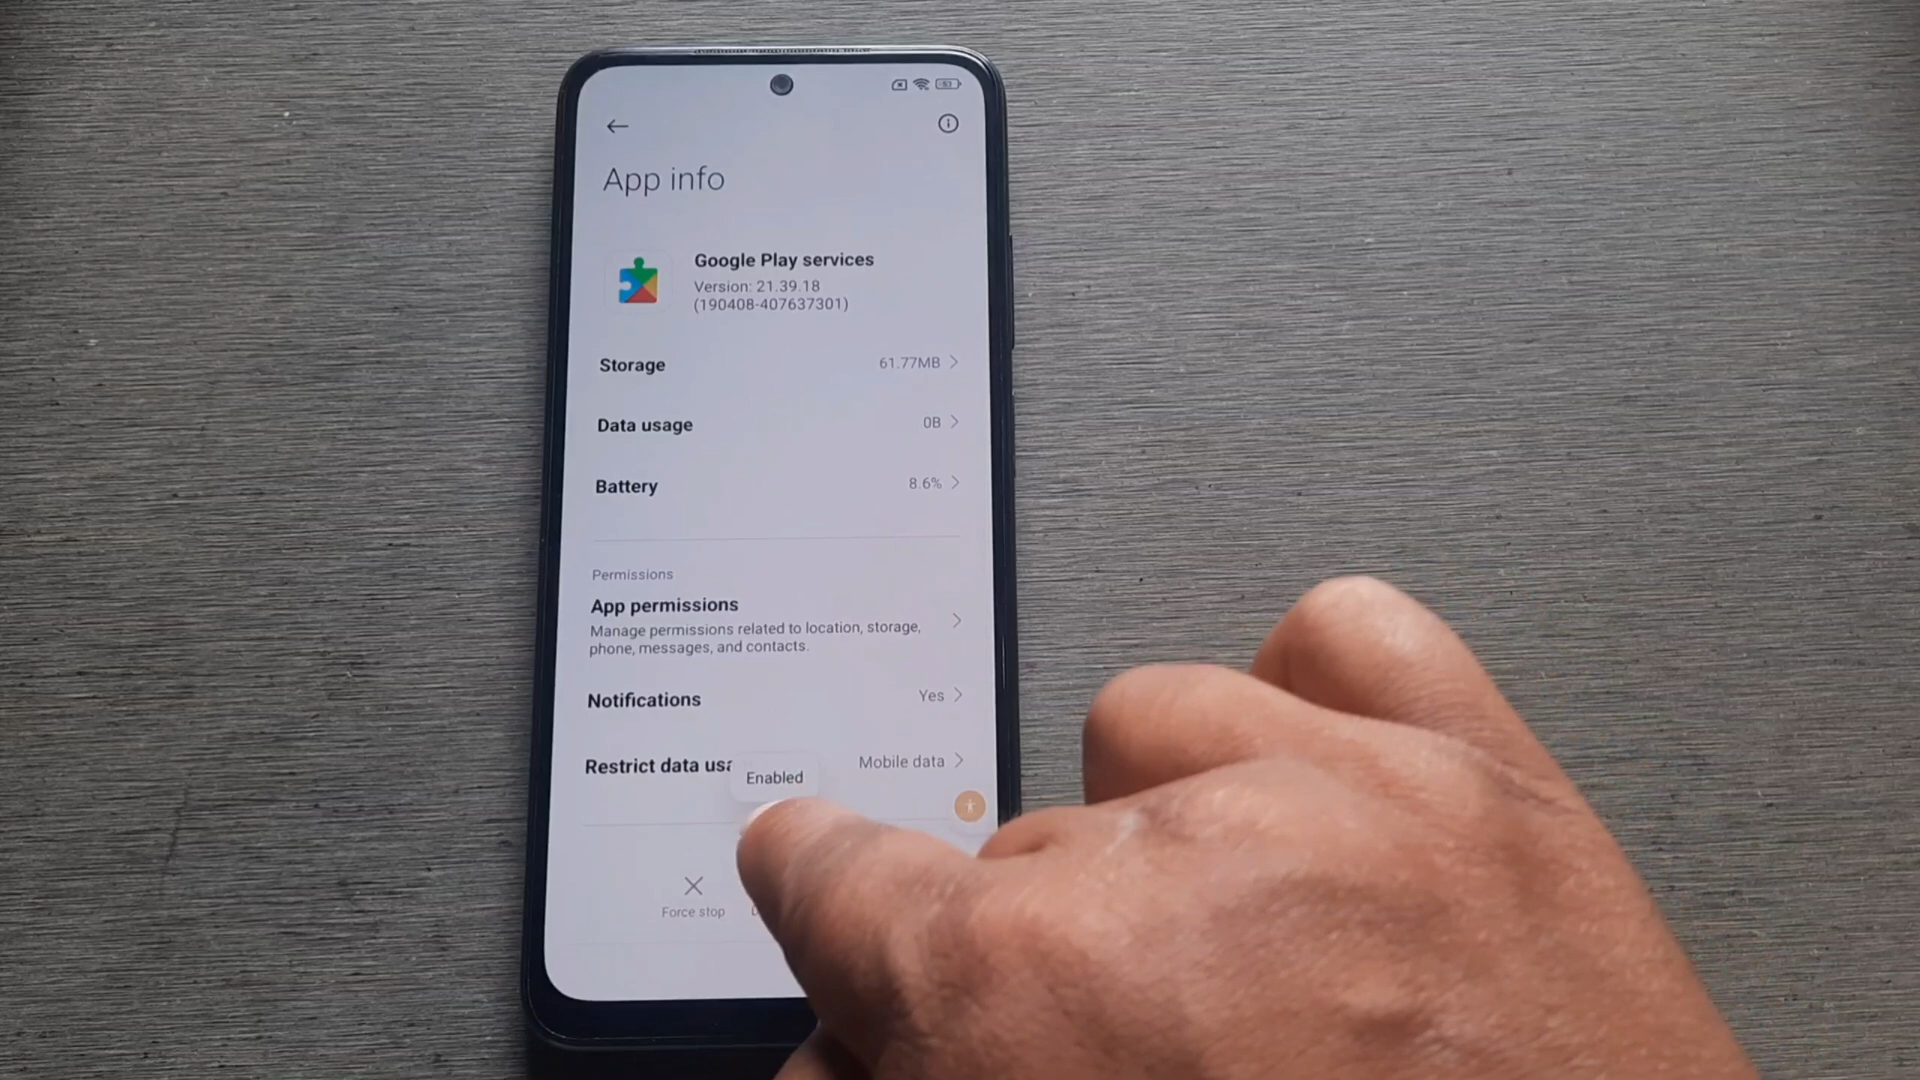 App info
Google Play services
Version: 21.39.18
(190408-407637301)
Storage 61.77MB
Data usage 0B
Battery 8.6%
Permissions
App permissions
Manage permissions related to location, storage,
phone, messages, and contacts.
Notifications Yes
Restrict data Mobile data
Enabled
Force stop